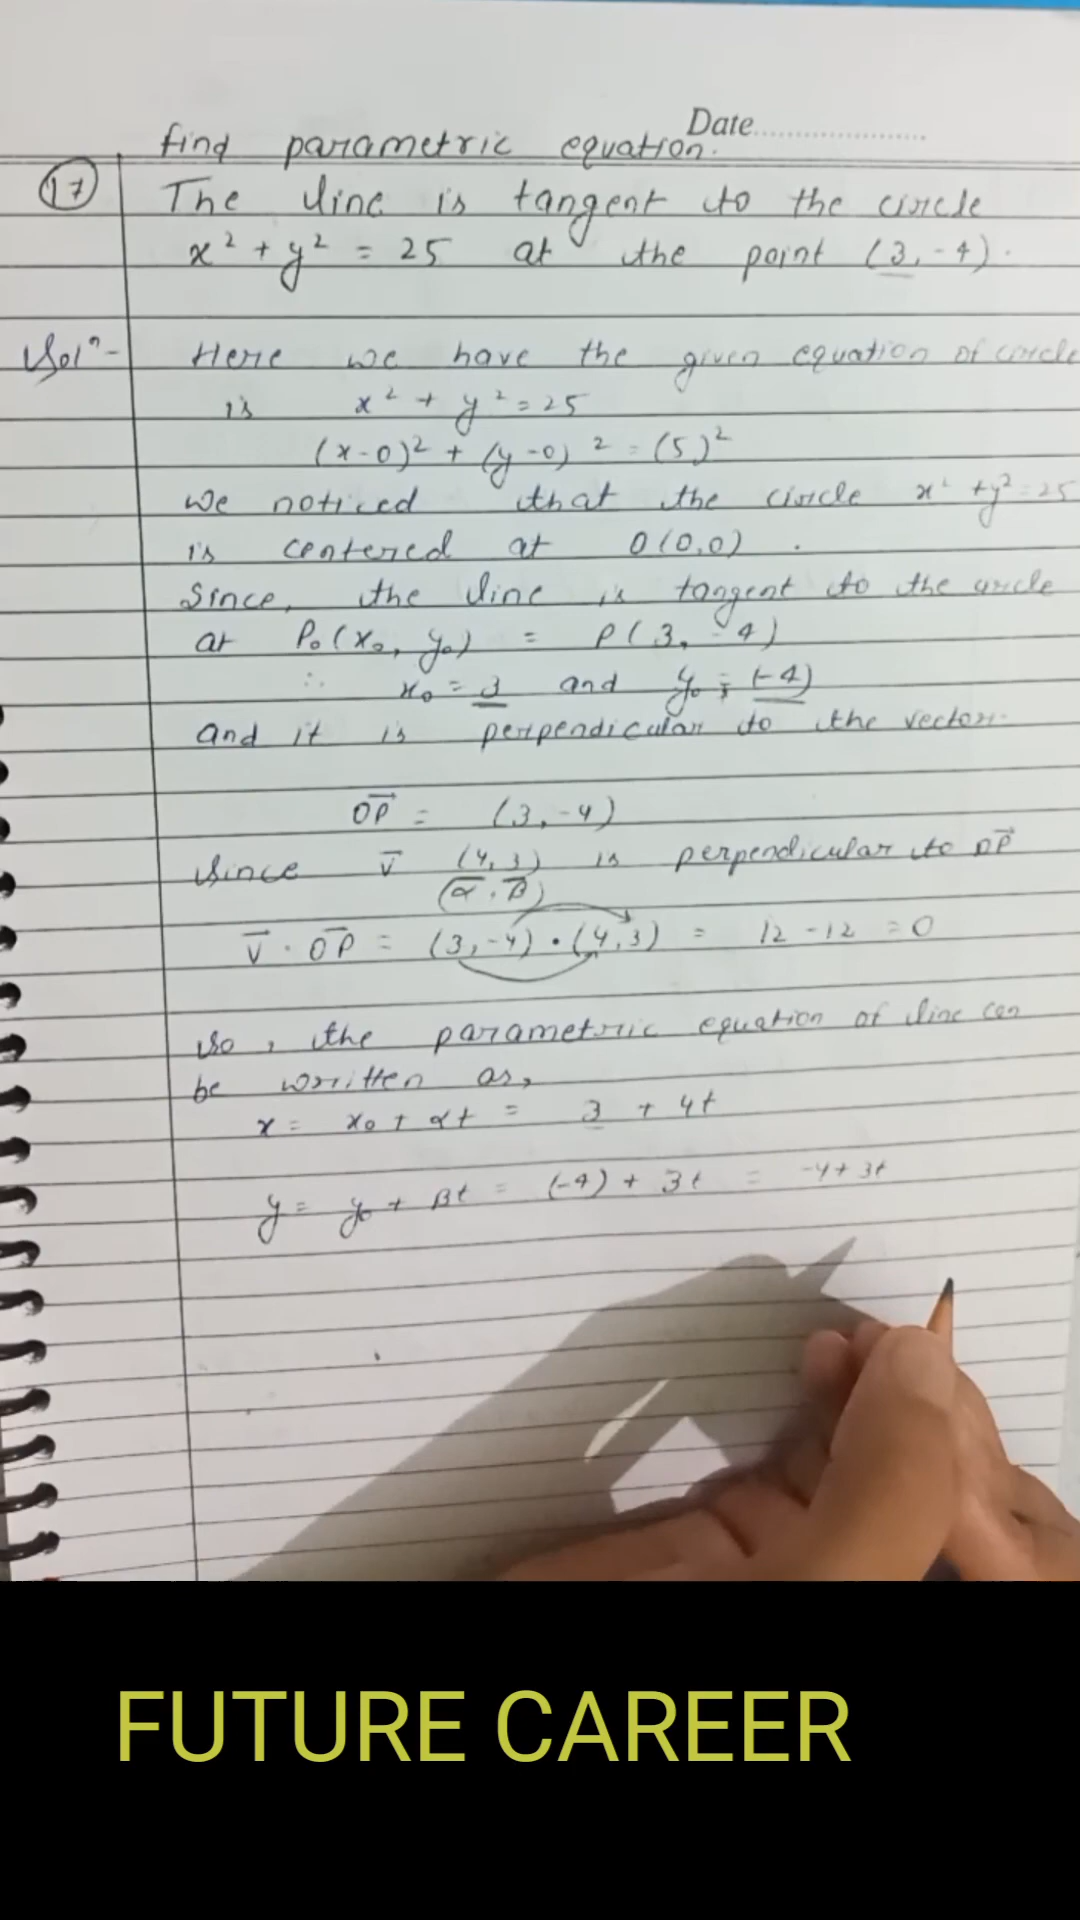 Date
find parametric equation.
17 The line is tangent to the circle
x² + y² = 25 at the point (3, -4).
Solⁿ- Here we have the given equation of circle
is x² + y² = 25
(x-0)² + (y-0)² = (5)²
we noticed that the circle x² + y² = 25
is centered at O(0,0).
Since, the line is tangent to the circle
at P₀(x₀, y₀) = P(3, -4)
∴ x₀ = 3 and y₀ = (-4)
and it is perpendicular to the vector.
O͞P = (3, -4)
Since v̅ (4, 3) is perpendicular to O͞P
(α, β)
v̅ · O͞P = (3, -4) · (4, 3) = 12 - 12 = 0
so, the parametric equation of line can
be written as,
x = x₀ + αt = 3 + 4t
y = y₀ + βt = (-4) + 3t = -4 + 3t
FUTURE CAREER